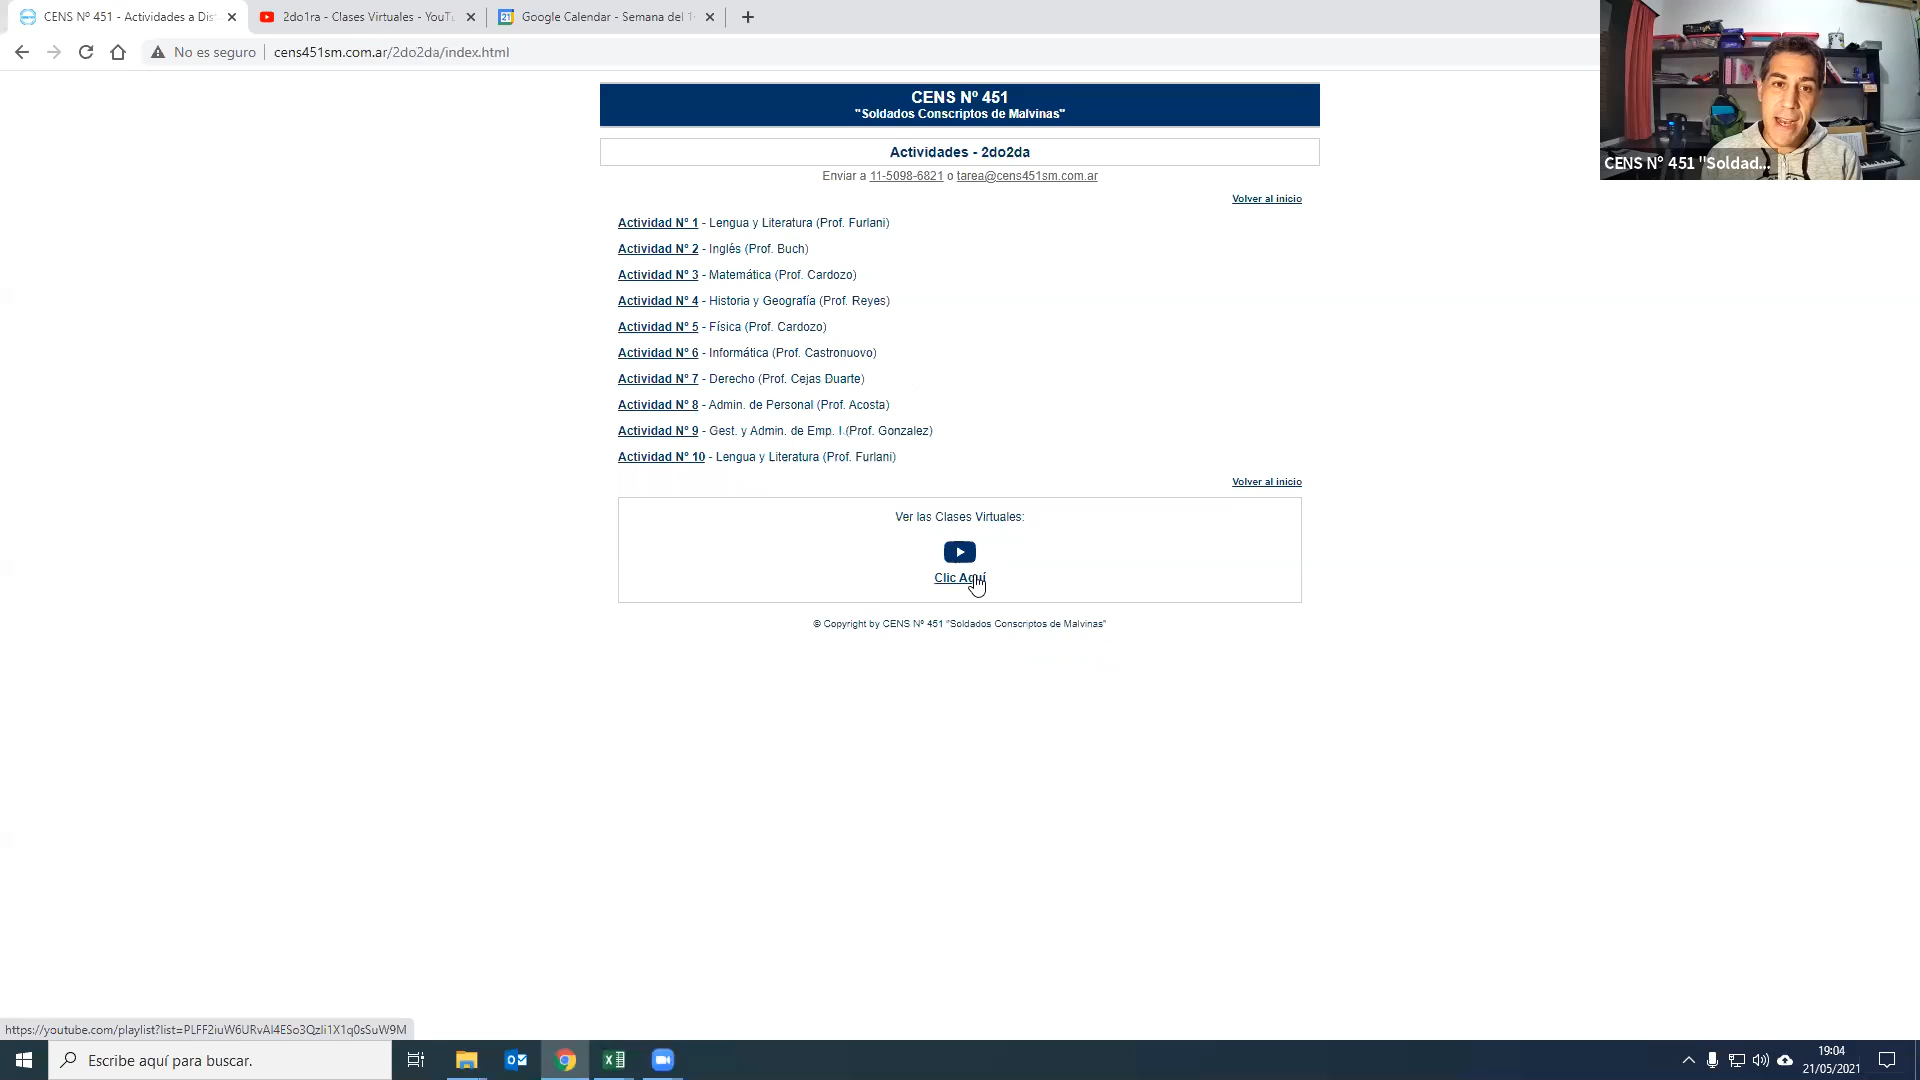 CENS Nº 451 - Actividades a Dis
2do1ra - Clases Virtuales - YouTu
Google Calendar - Semana del 1
No es seguro
cens451sm.com.ar/2do2da/index.html
CENS Nº 451
"Soldados Conscriptos de Malvinas"
CENS Nº 451 "Soldad...
Actividades - 2do2da
Enviar a 11-5098-6821 o tarea@cens451sm.com.ar
Volver al inicio
Actividad Nº 1 - Lengua y Literatura (Prof. Furlani)
Actividad Nº 2 - Inglés (Prof. Buch)
Actividad Nº 3 - Matemática (Prof. Cardozo)
Actividad Nº 4 - Historia y Geografía (Prof. Reyes)
Actividad Nº 5 - Física (Prof. Cardozo)
Actividad Nº 6 - Informática (Prof. Castronuovo)
Actividad Nº 7 - Derecho (Prof. Cejas Duarte)
Actividad Nº 8 - Admin. de Personal (Prof. Acosta)
Actividad Nº 9 - Gest. y Admin. de Emp. I (Prof. Gonzalez)
Actividad Nº 10 - Lengua y Literatura (Prof. Furlani)
Volver al inicio
Ver las Clases Virtuales:
Clic Aquí
© Copyright by CENS Nº 451 "Soldados Conscriptos de Malvinas"
https://youtube.com/playlist?list=PLFF2iuW6URvAl4ESo3Qzli1X1q0sSuW9M
Escribe aquí para buscar.
19:04
21/05/2021